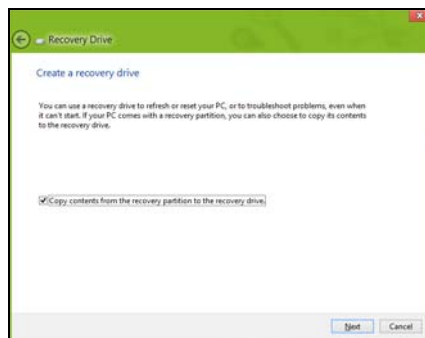 Recovery Drive
Create a recovery drive
You can use a recovery drive to refresh or reset your PC, or to troubleshoot problems, even when
it can't start. If your PC comes with a recovery partition, you can also choose to copy its contents
to the recovery drive.
Copy contents from the recovery partition to the recovery drive.
Next Cancel